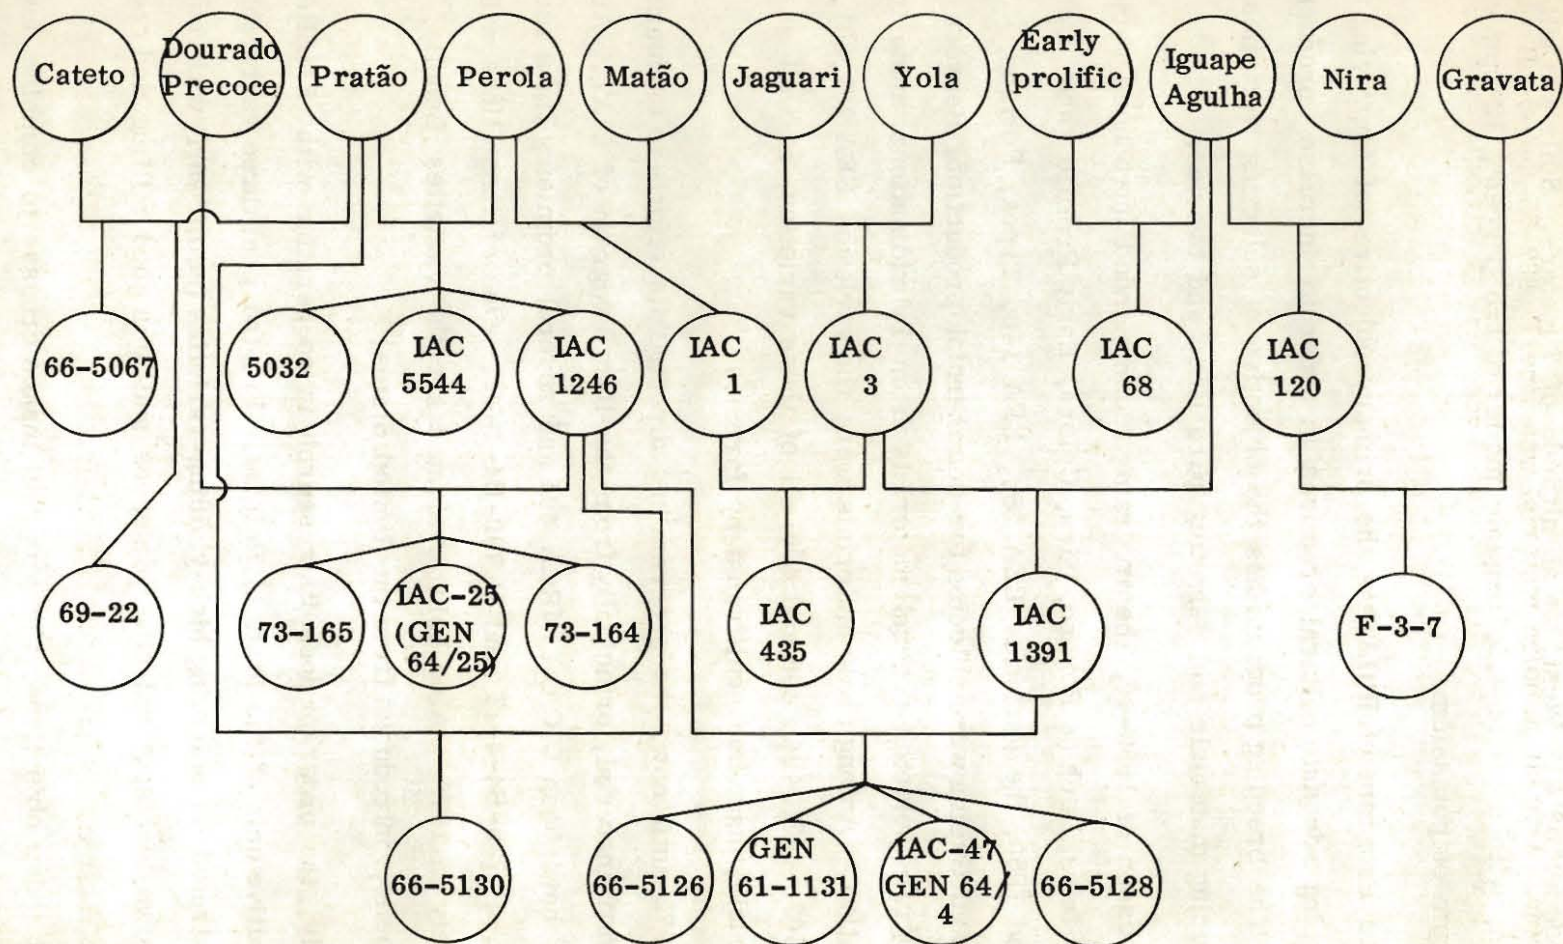 Cateto
Dourado
Precoce
Pratão
Perola
Matão
Jaguari
Yola
Early
prolific
Iguape
Agulha
Nira
Gravata
66-5067
5032
IAC
5544
IAC
1246
IAC
1
IAC
3
IAC
68
IAC
120
69-22
73-165
IAC-25
(GEN
64/25)
73-164
IAC
435
IAC
1391
F-3-7
66-5130
66-5126
GEN
61-1131
IAC-47
GEN 64/
4
66-5128